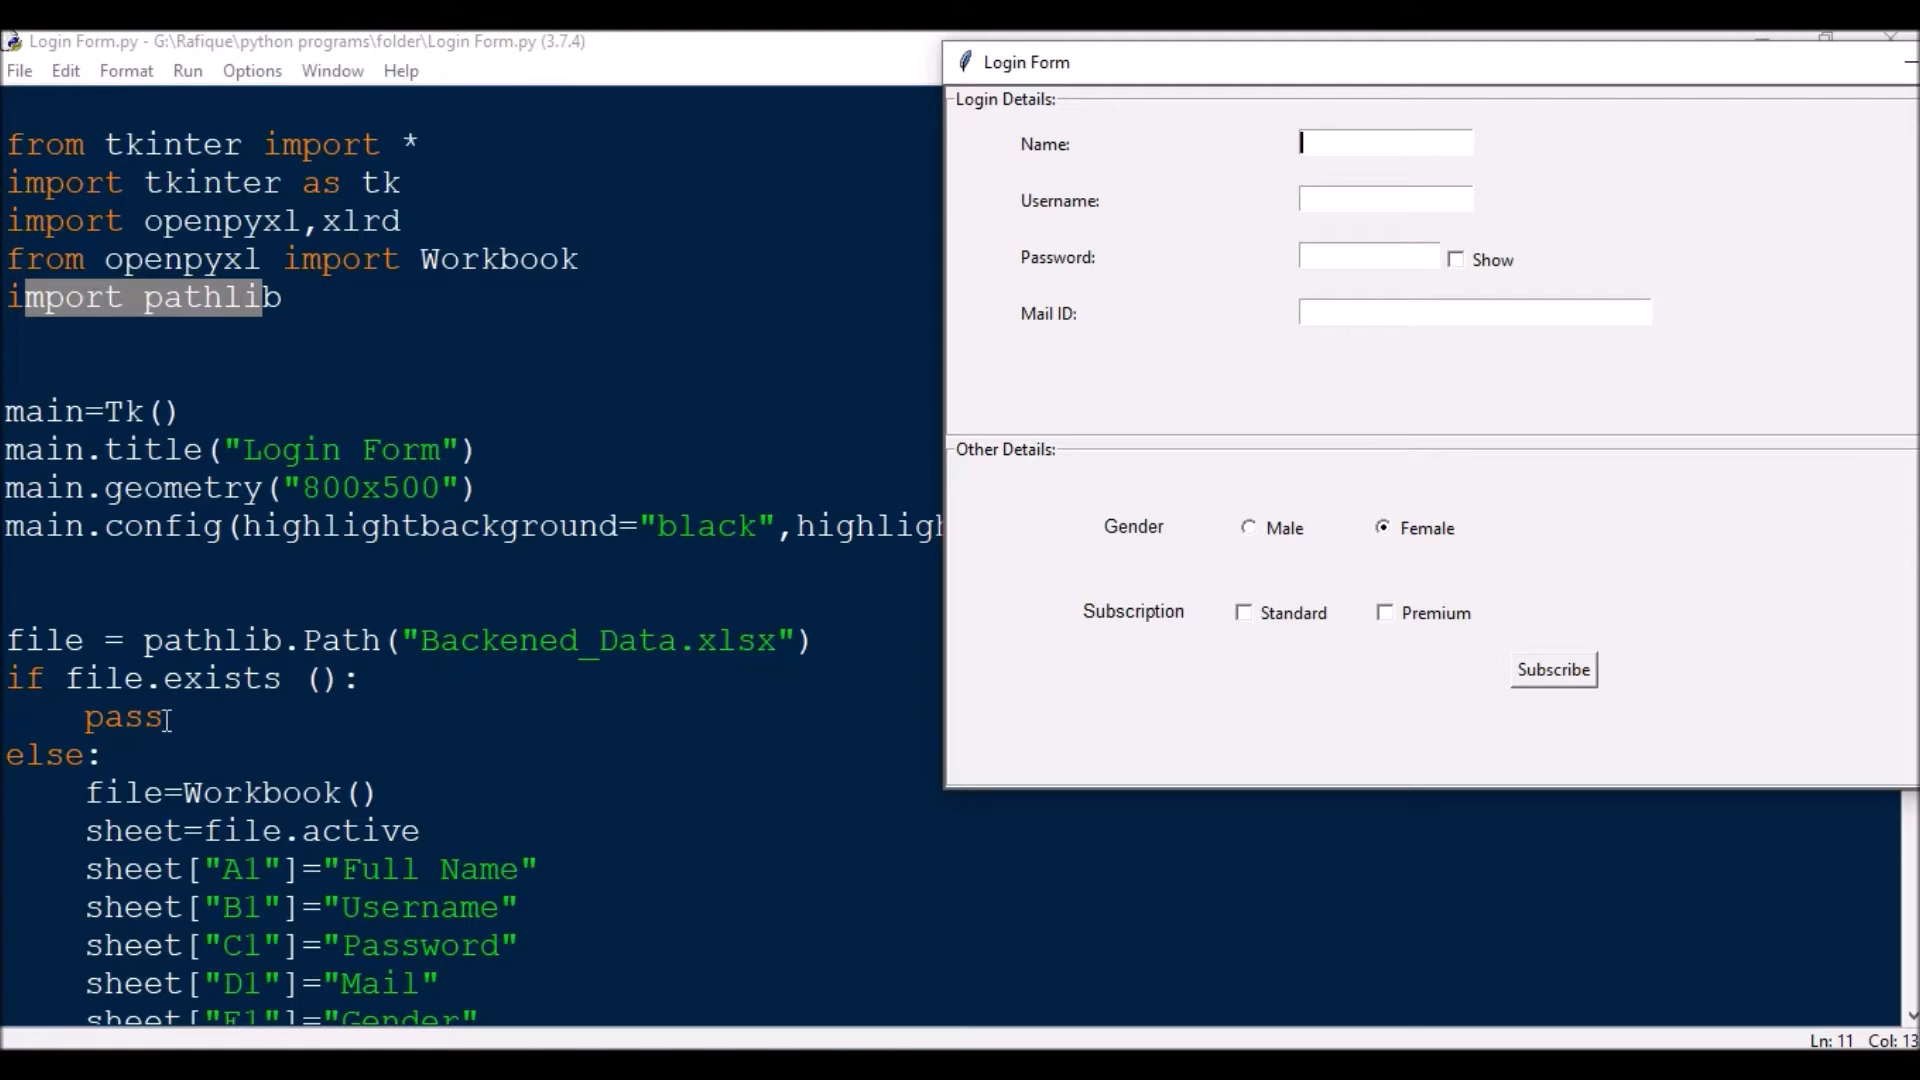 Login Form.py - G:\Rafique\python programs\folder\Login Form.py (3.7.4)
File Edit Format Run Options Window Help
from tkinter import *
import tkinter as tk
import openpyxl,xlrd
from openpyxl import Workbook
import pathlib
main=Tk()
main.title("Login Form")
main.geometry("800x500")
main.config(highlightbackground="black",highligh
file = pathlib.Path("Backened_Data.xlsx")
if file.exists ():
pass
else:
file=Workbook()
sheet=file.active
sheet["A1"]="Full Name"
sheet["B1"]="Username"
sheet["C1"]="Password"
sheet["D1"]="Mail"
sheet["E1"]="Gender"
Login Form
Login Details:
Name:
Username:
Password: Show
Mail ID:
Other Details:
Gender Male Female
Subscription Standard Premium
Subscribe
Ln: 11 Col: 13